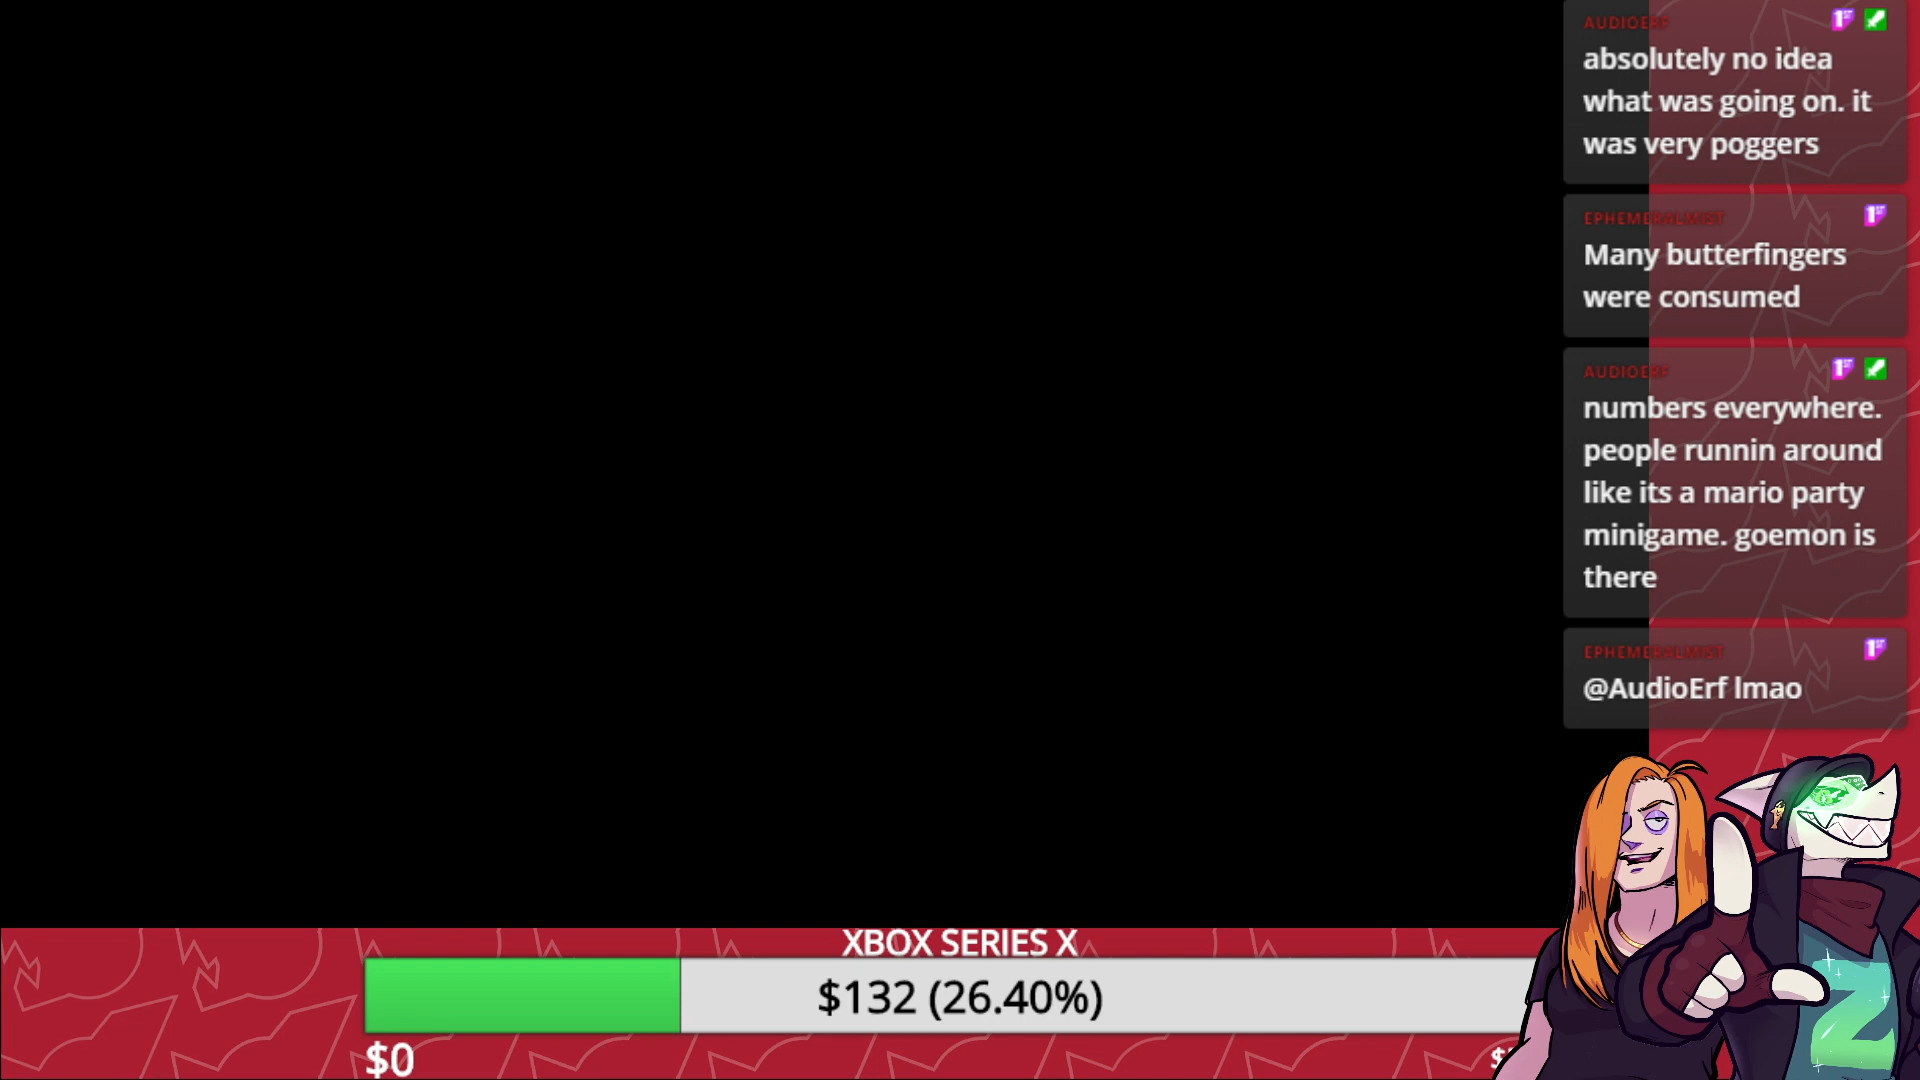 AUDIOERF
absolutely no idea
what was going on. it
was very poggers
EPHEMERALMIST
Many butterfingers
were consumed
AUDIOERF
numbers everywhere.
people runnin around
like its a mario party
minigame. goemon is
there
EPHEMERALMIST
@AudioErf lmao
XBOX SERIES X
$132 (26.40%)
$0
Z